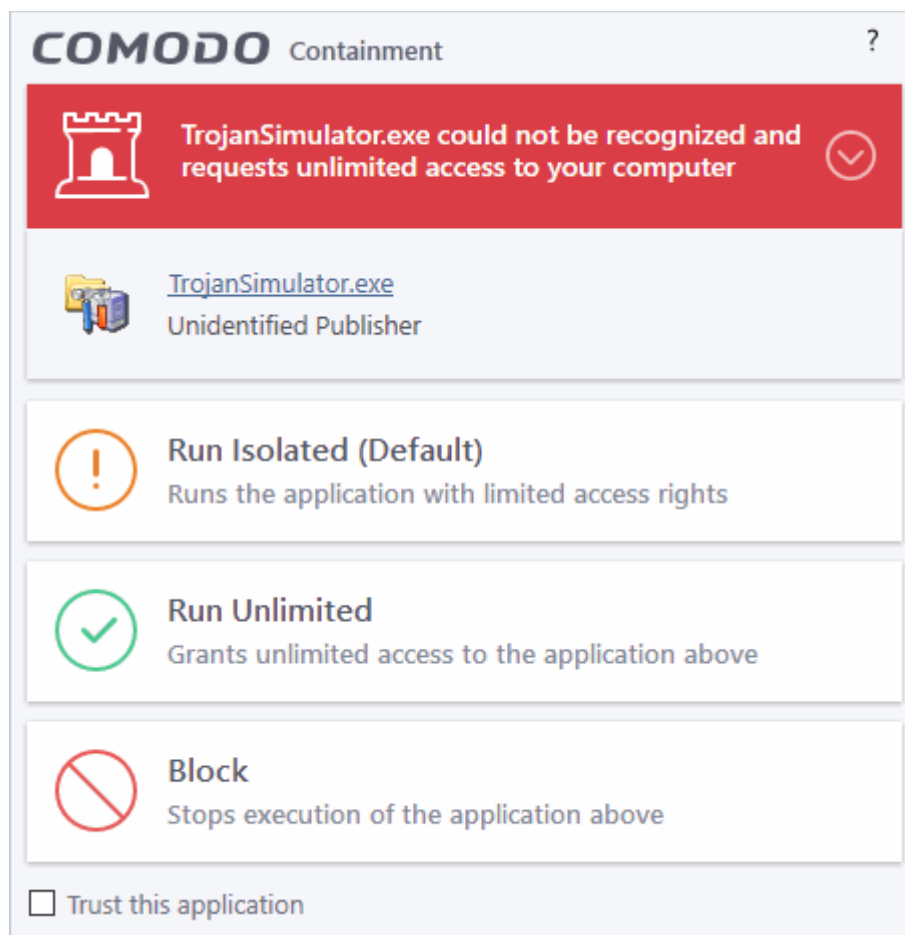 COMODO Containment ?
TrojanSimulator.exe could not be recognized and
requests unlimited access to your computer
TrojanSimulator.exe
Unidentified Publisher
Run Isolated (Default)
Runs the application with limited access rights
Run Unlimited
Grants unlimited access to the application above
Block
Stops execution of the application above
Trust this application